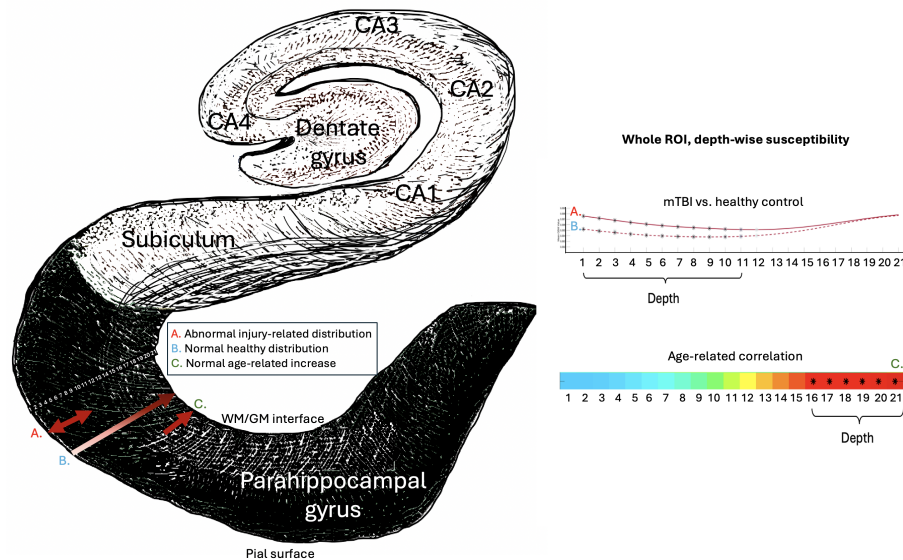 CA3
CA2
CA4
Dentate
gyrus
CA1
Subiculum
A. Abnormal injury-related distribution
B. Normal healthy distribution
C. Normal age-related increase
C.
WM/GM interface
A.
B.
Parahippocampal
gyrus
Pial surface
Whole ROI, depth-wise susceptibility
mTBI vs. healthy control
A.
B.
1 2 3 4 5 6 7 8 9 10 11 12 13 14 15 16 17 18 19 20 21
Depth
Age-related correlation
C.
1 2 3 4 5 6 7 8 9 10 11 12 13 14 15 16 17 18 19 20 21
Depth